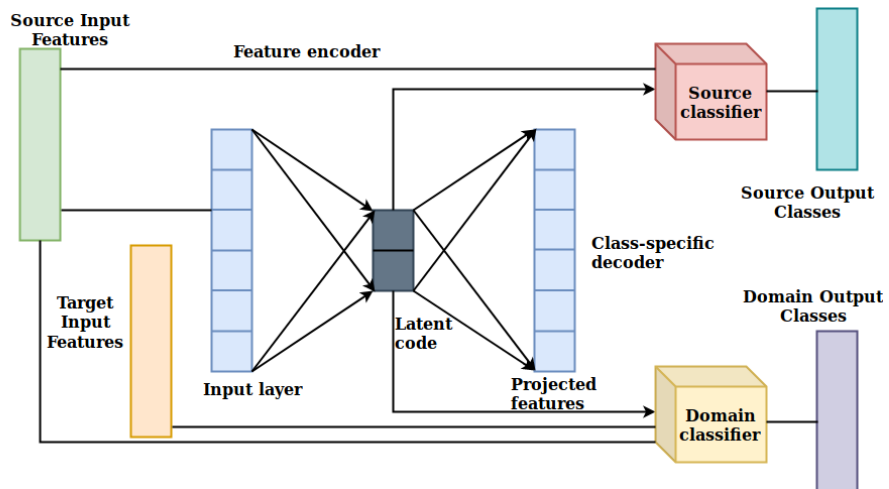 Source Input
Features
Feature encoder
Source
classifier
Source Output
Classes
Class-specific
decoder
Target
Input
Features
Domain Output
Classes
Latent
code
Input layer
Projected
features
Domain
classifier